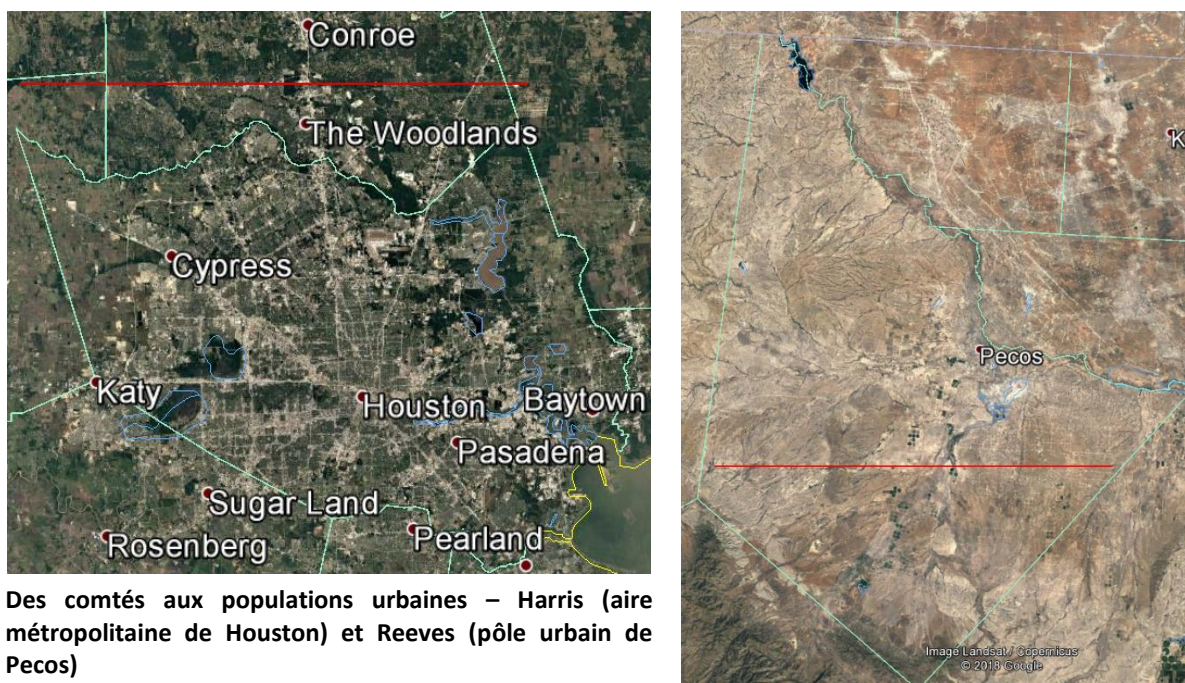 Conroe
The Woodlands
Cypress
Katy
Houston
Baytown
Pasadena
Sugar Land
Rosenberg
Pearland
K
Pecos
Image Landsat / Copernicus
© 2018 Google
Des comtés aux populations urbaines – Harris (aire
métropolitaine de Houston) et Reeves (pôle urbain de
Pecos)